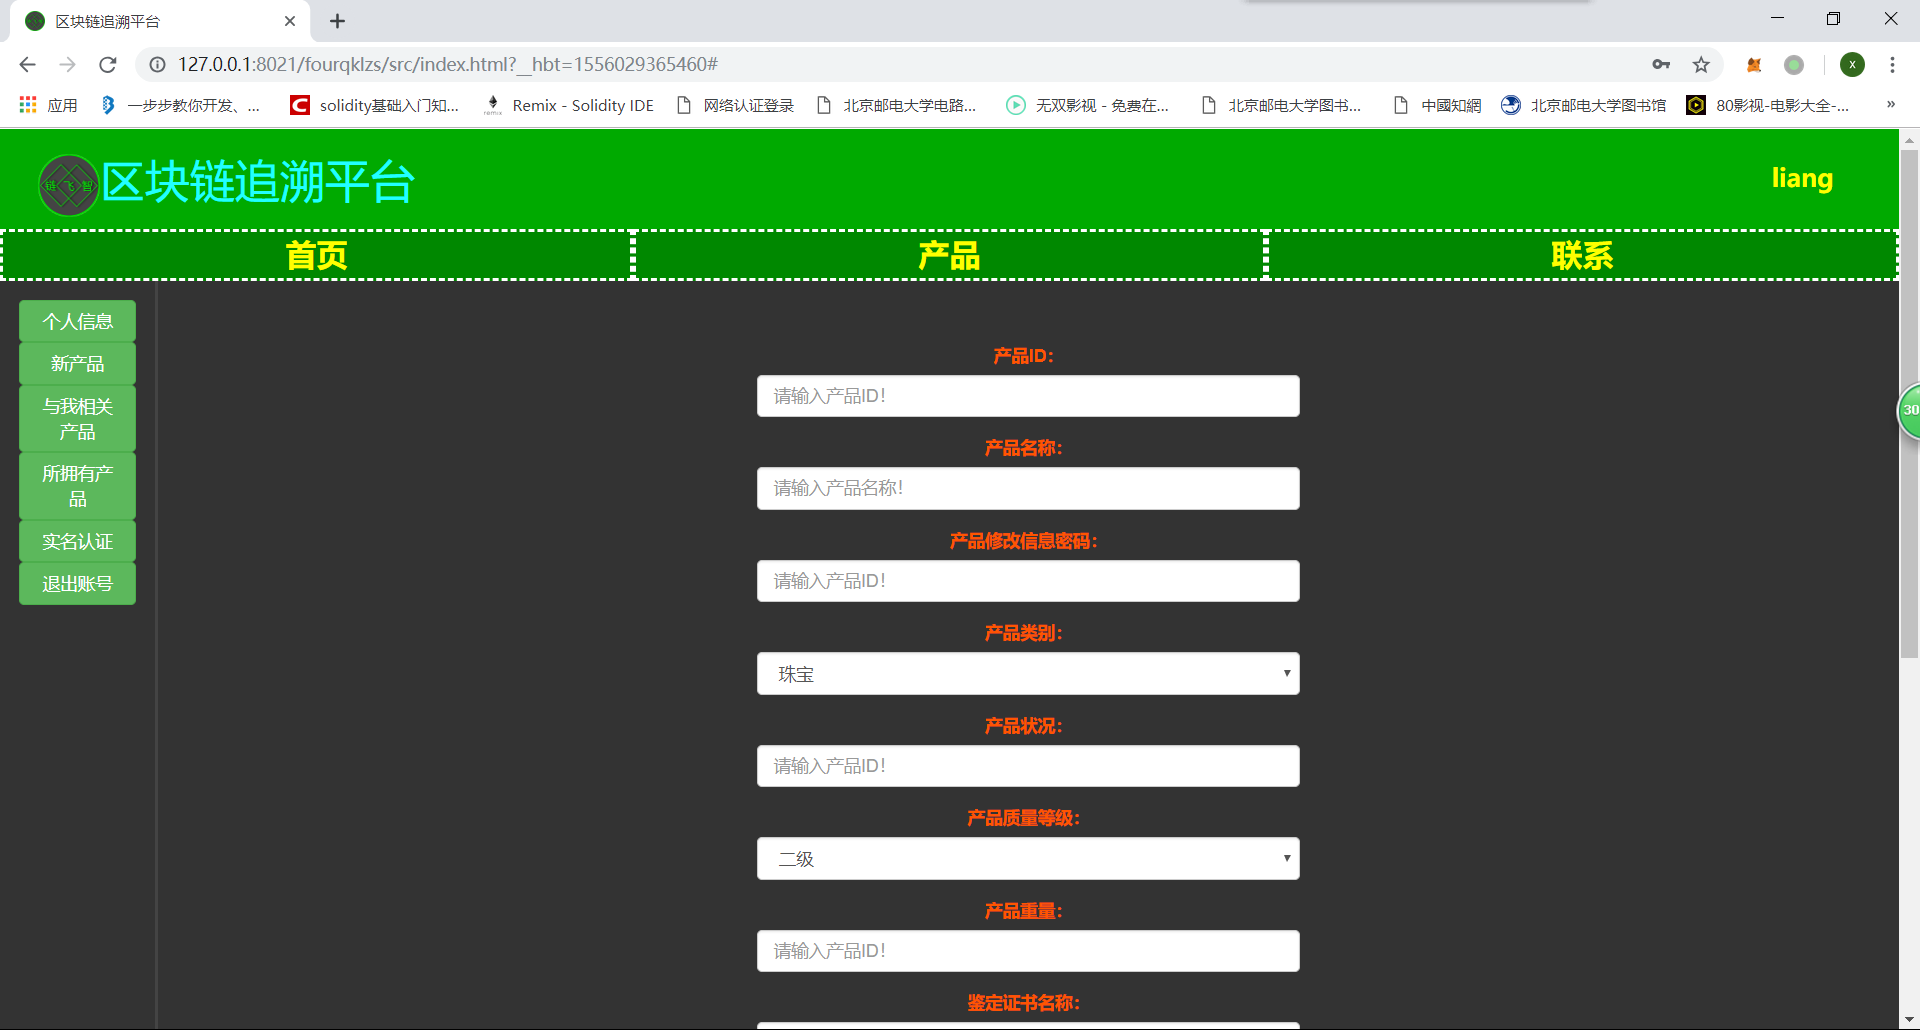 区块链追溯平台
127.0.0.1:8021/fourqklzs/src/index.html?__hbt=1556029365460#
X
应用
一步步教你开发、...
solidity基础入门知...
Remix - Solidity IDE
网络认证登录
北京邮电大学电路...
无双影视 - 免费在...
北京邮电大学图书...
中國知網
北京邮电大学图书馆
80影视-电影大全-...
»
链飞智
区块链追溯平台
liang
首页
产品
联系
个人信息
新产品
与我相关
产品
所拥有产
品
实名认证
退出账号
产品ID：
请输入产品ID！
产品名称：
请输入产品名称！
产品修改信息密码：
请输入产品ID！
产品类别：
珠宝
产品状况：
请输入产品ID！
产品质量等级：
二级
产品重量：
请输入产品ID！
鉴定证书名称：
30